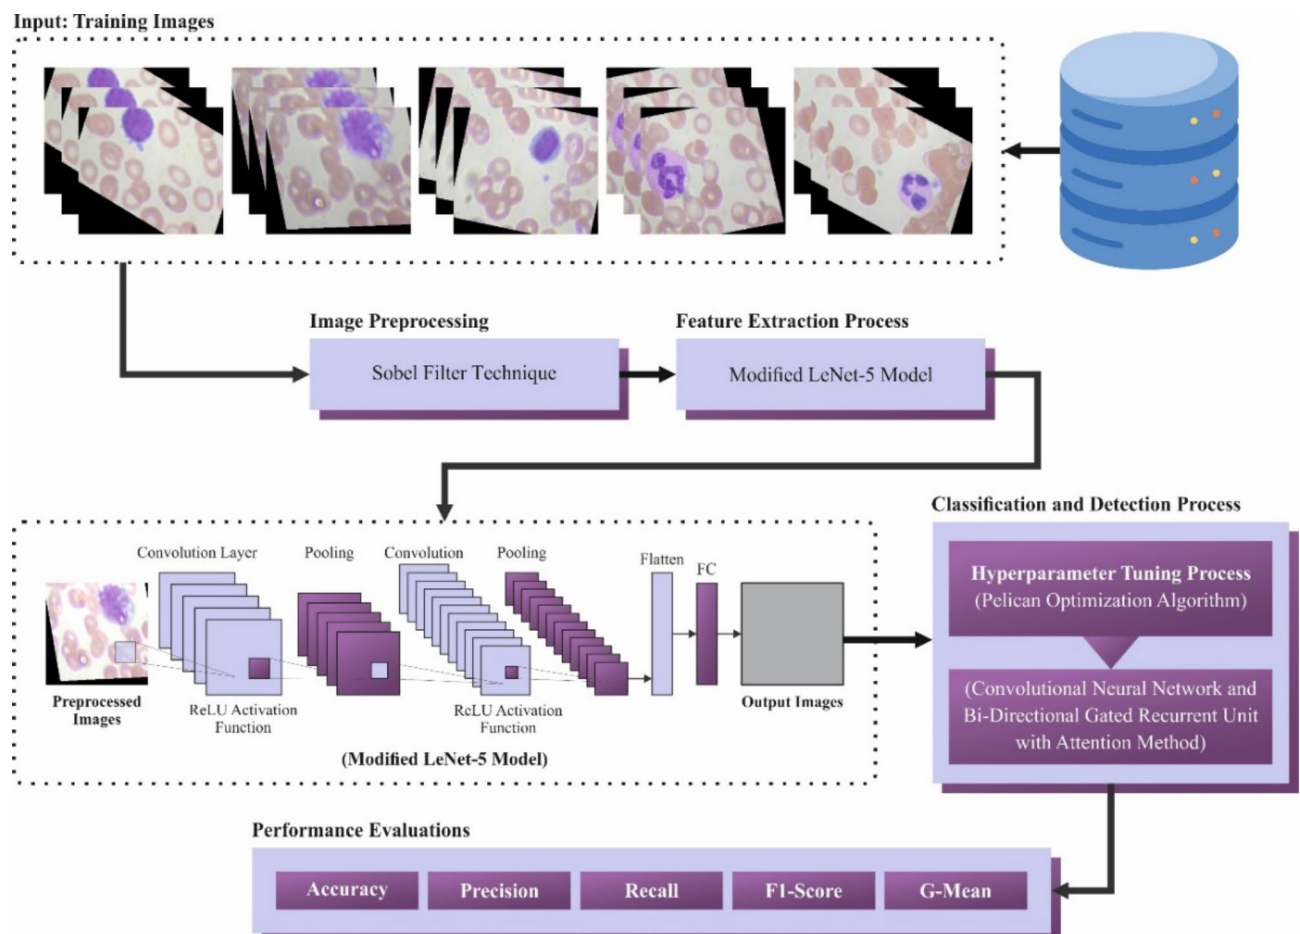 Input: Training Images
Image Preprocessing
Sobel Filter Technique
Feature Extraction Process
Modified LeNet-5 Model
Classification and Detection Process
Hyperparameter Tuning Process
(Pelican Optimization Algorithm)
(Convolutional Neural Network and
Bi-Directional Gated Recurrent Unit
with Attention Method)
Convolution Layer
Pooling
Convolution
Pooling
Flatten
FC
Preprocessed
Images
ReLU Activation
Function
ReLU Activation
Function
Output Images
(Modified LeNet-5 Model)
Performance Evaluations
Accuracy
Precision
Recall
F1-Score
G-Mean